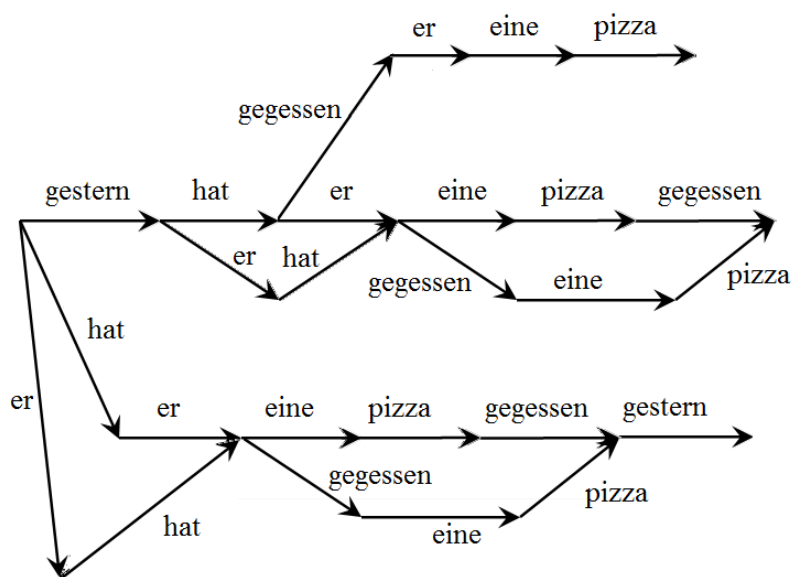 er eine pizza
gegessen
gestern hat er eine pizza gegessen
er hat gegessen eine pizza
hat
er er eine pizza gegessen gestern
gegessen pizza
hat eine